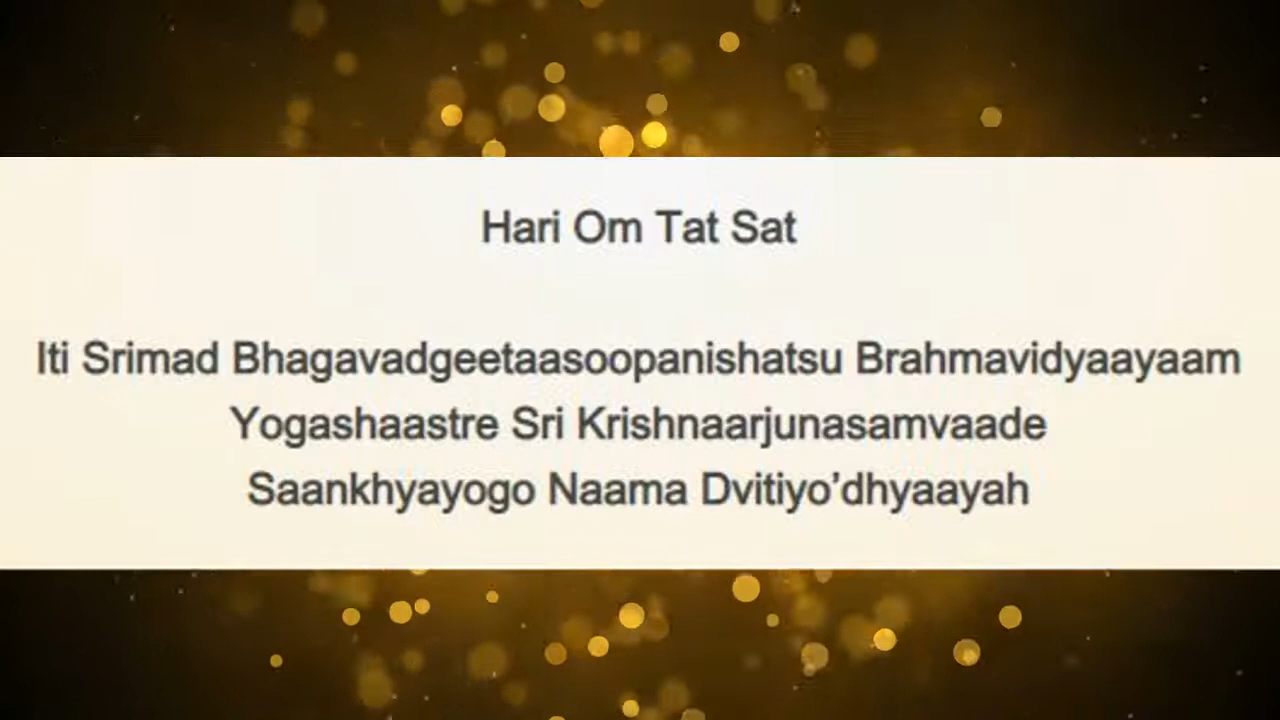 Hari Om Tat Sat
Iti Srimad Bhagavadgeetaasoopanishatsu Brahmavidyaayaam
Yogashaastre Sri Krishnaarjunasamvaade
Saankhyayogo Naama Dvitiyo’dhyaayah